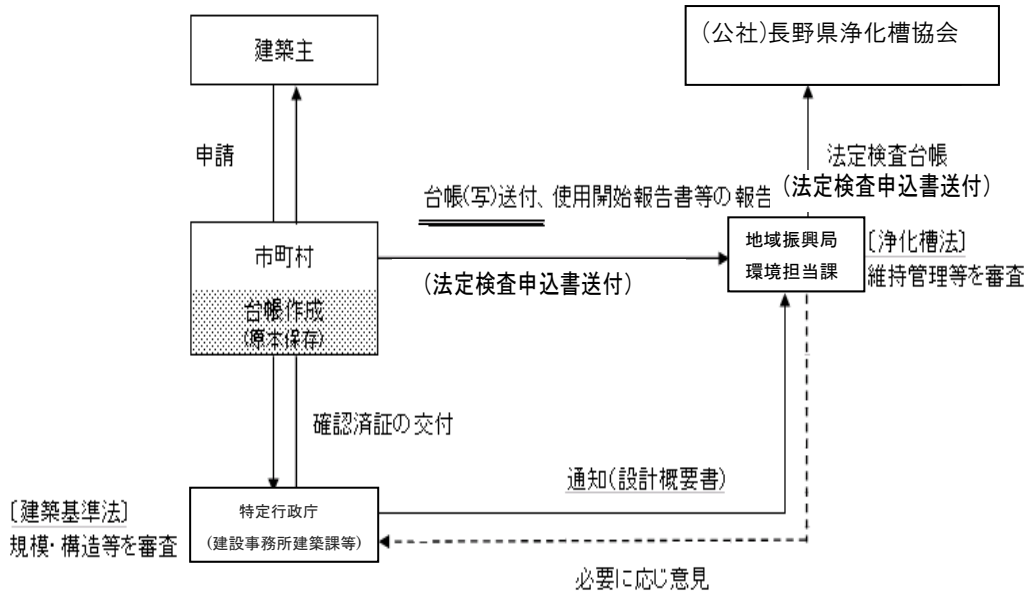 建築主
(公社)長野県浄化槽協会
申請
法定検査台帳
(法定検査申込書送付)
台帳(写)送付、使用開始報告書等の報告
市町村
地域振興局
環境担当課
〔浄化槽法〕
維持管理等を審査
(法定検査申込書送付)
台帳作成
(原本保存)
確認済証の交付
通知(設計概要書)
〔建築基準法〕
規模・構造等を審査
特定行政庁
(建設事務所建築課等)
必要に応じ意見